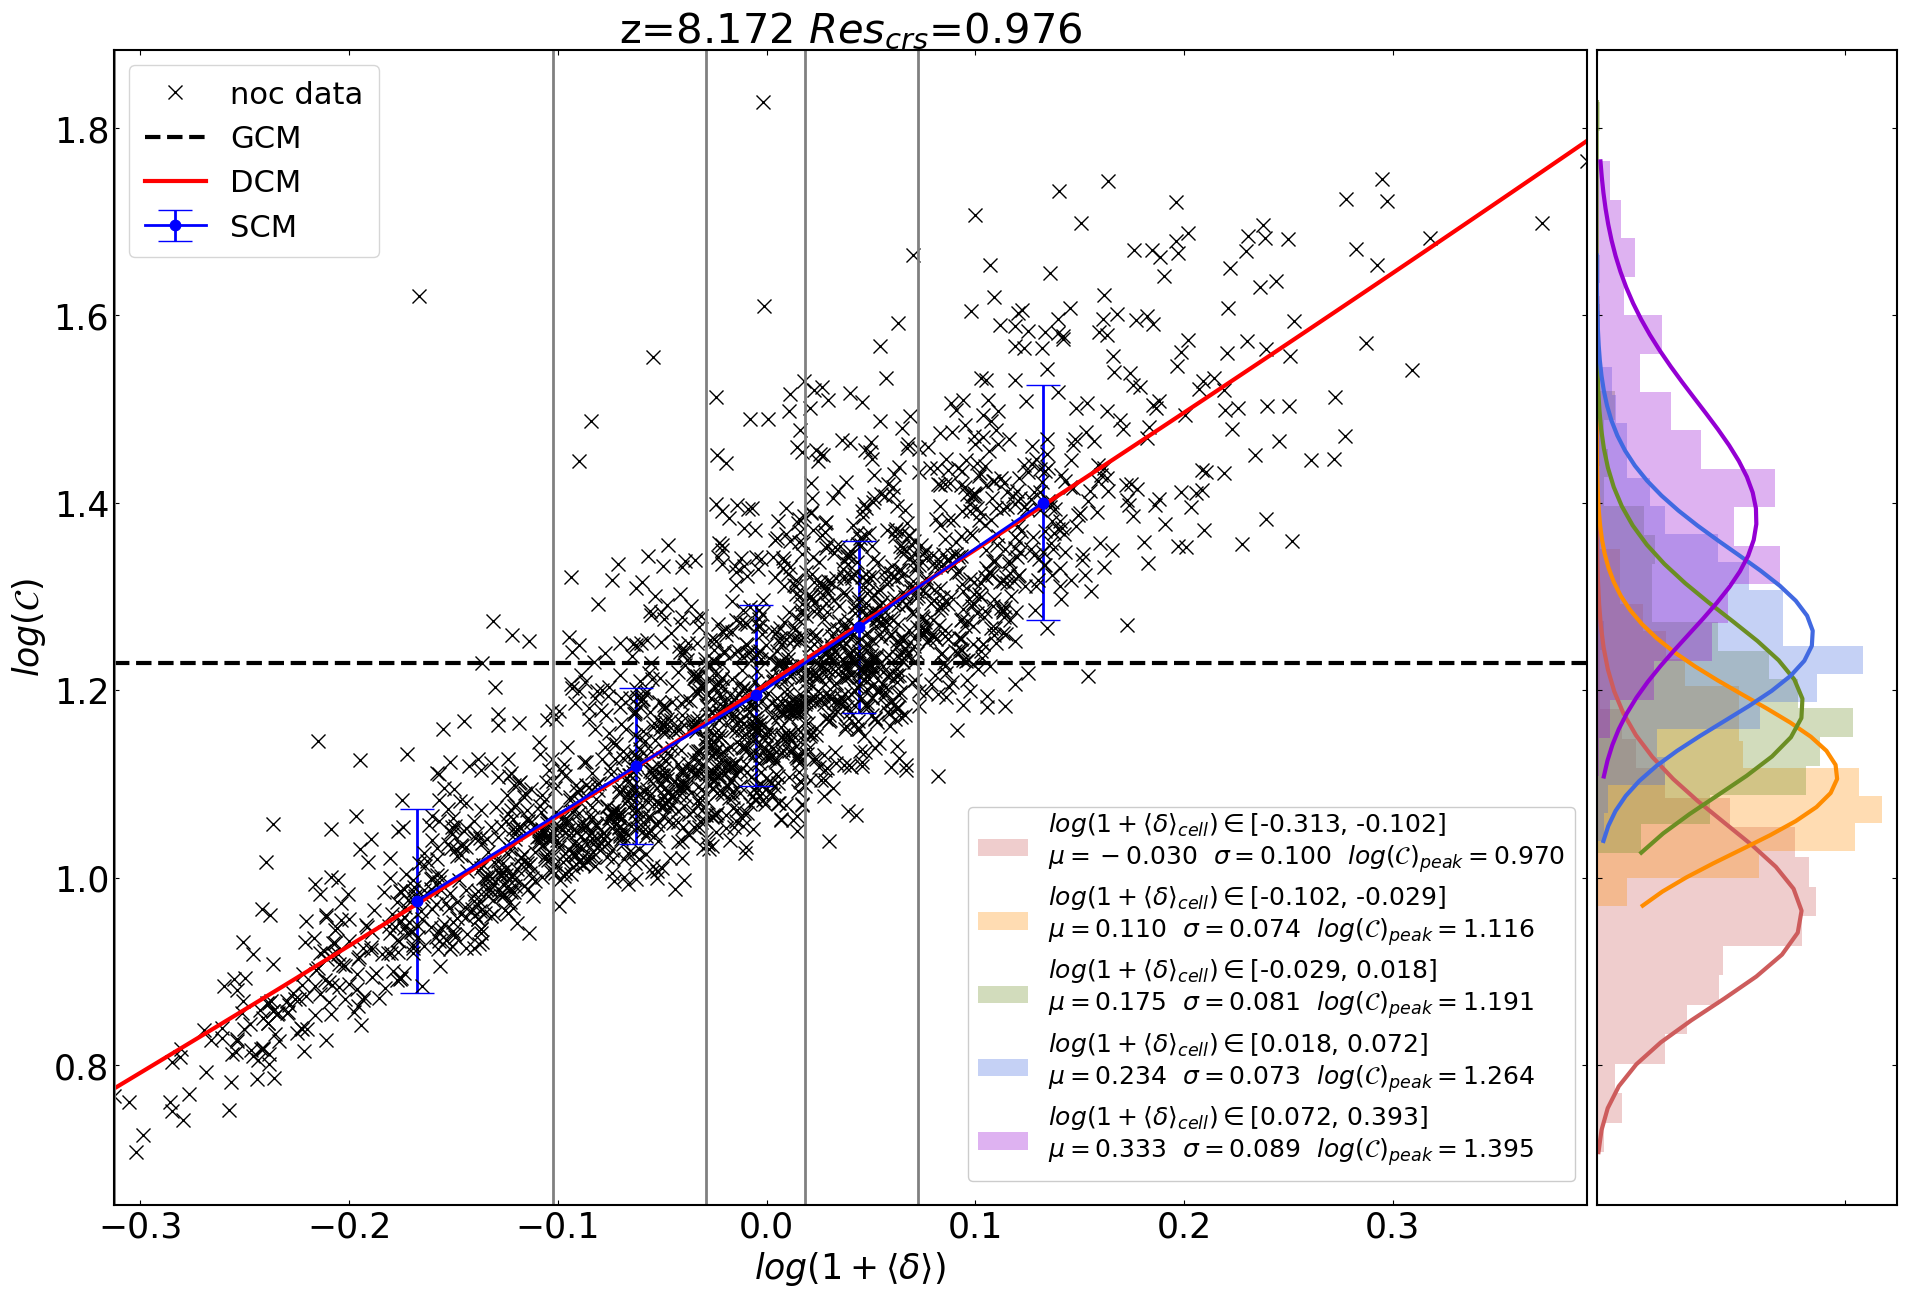 z=8.172 Res_crs=0.976
noc data
GCM
DCM
SCM
log(𝒞)
1.8
1.6
1.4
1.2
1.0
0.8
log(1 + ⟨δ⟩_cell) ∈ [-0.313, -0.102]
μ = −0.030 σ = 0.100 log(𝒞)_peak = 0.970
log(1 + ⟨δ⟩_cell) ∈ [-0.102, -0.029]
μ = 0.110 σ = 0.074 log(𝒞)_peak = 1.116
log(1 + ⟨δ⟩_cell) ∈ [-0.029, 0.018]
μ = 0.175 σ = 0.081 log(𝒞)_peak = 1.191
log(1 + ⟨δ⟩_cell) ∈ [0.018, 0.072]
μ = 0.234 σ = 0.073 log(𝒞)_peak = 1.264
log(1 + ⟨δ⟩_cell) ∈ [0.072, 0.393]
μ = 0.333 σ = 0.089 log(𝒞)_peak = 1.395
−0.3 −0.2 −0.1 0.0 0.1 0.2 0.3
log(1 + ⟨δ⟩)